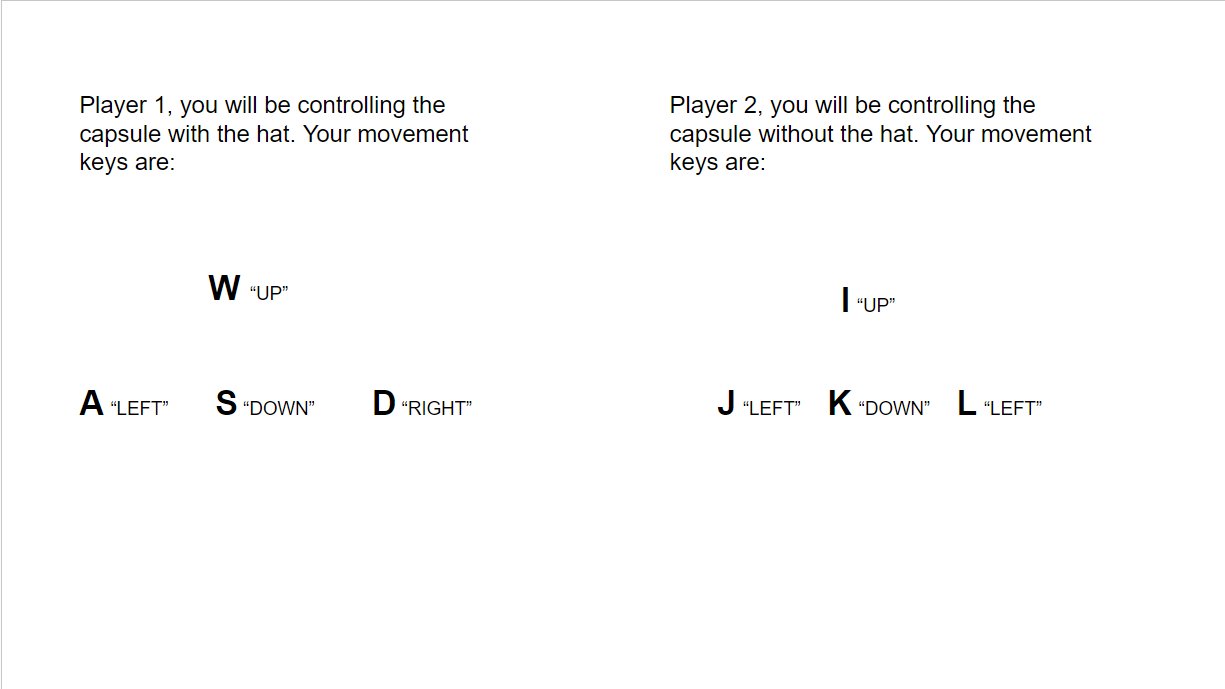 Player 1, you will be controlling the
capsule with the hat. Your movement
keys are:
W “UP”
A “LEFT” S “DOWN” D “RIGHT”
Player 2, you will be controlling the
capsule without the hat. Your movement
keys are:
I “UP”
J “LEFT” K “DOWN” L “LEFT”